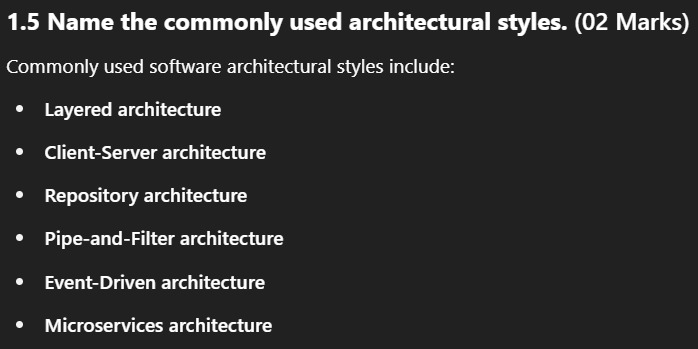 1.5 Name the commonly used architectural styles. (02 Marks)
Commonly used software architectural styles include:
• Layered architecture
• Client-Server architecture
• Repository architecture
• Pipe-and-Filter architecture
• Event-Driven architecture
• Microservices architecture